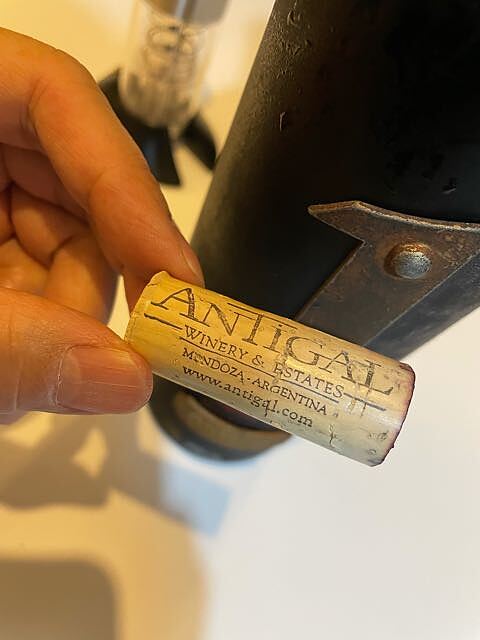 ANTIGAL
WINERY & ESTATES
MENDOZA - ARGENTINA
www.antigal.com